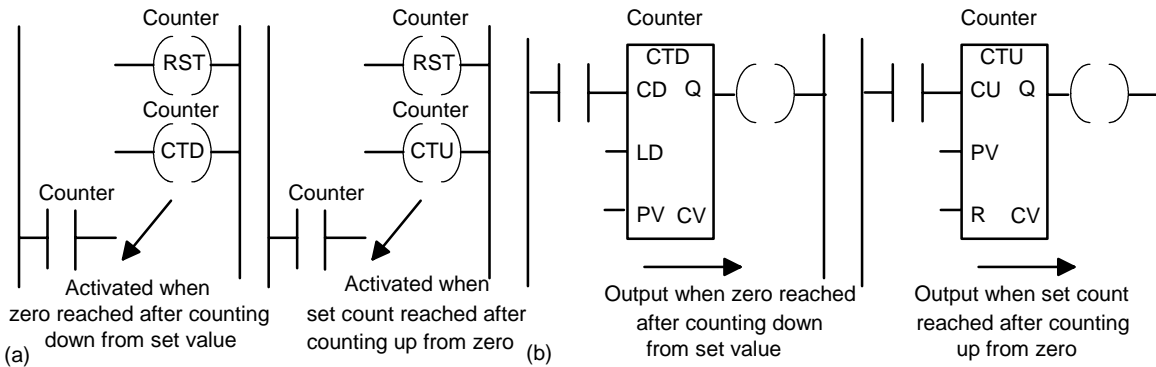 Counter
RST
Counter
CTD
Counter
Activated when
zero reached after counting
down from set value
(a)
Counter
RST
Counter
CTU
Counter
Activated when
set count reached after
counting up from zero
(b)
Counter
CTD
CD Q
LD
PV CV
Output when zero reached
after counting down
from set value
Counter
CTU
CU Q
PV
R CV
Output when set count
reached after counting
up from zero